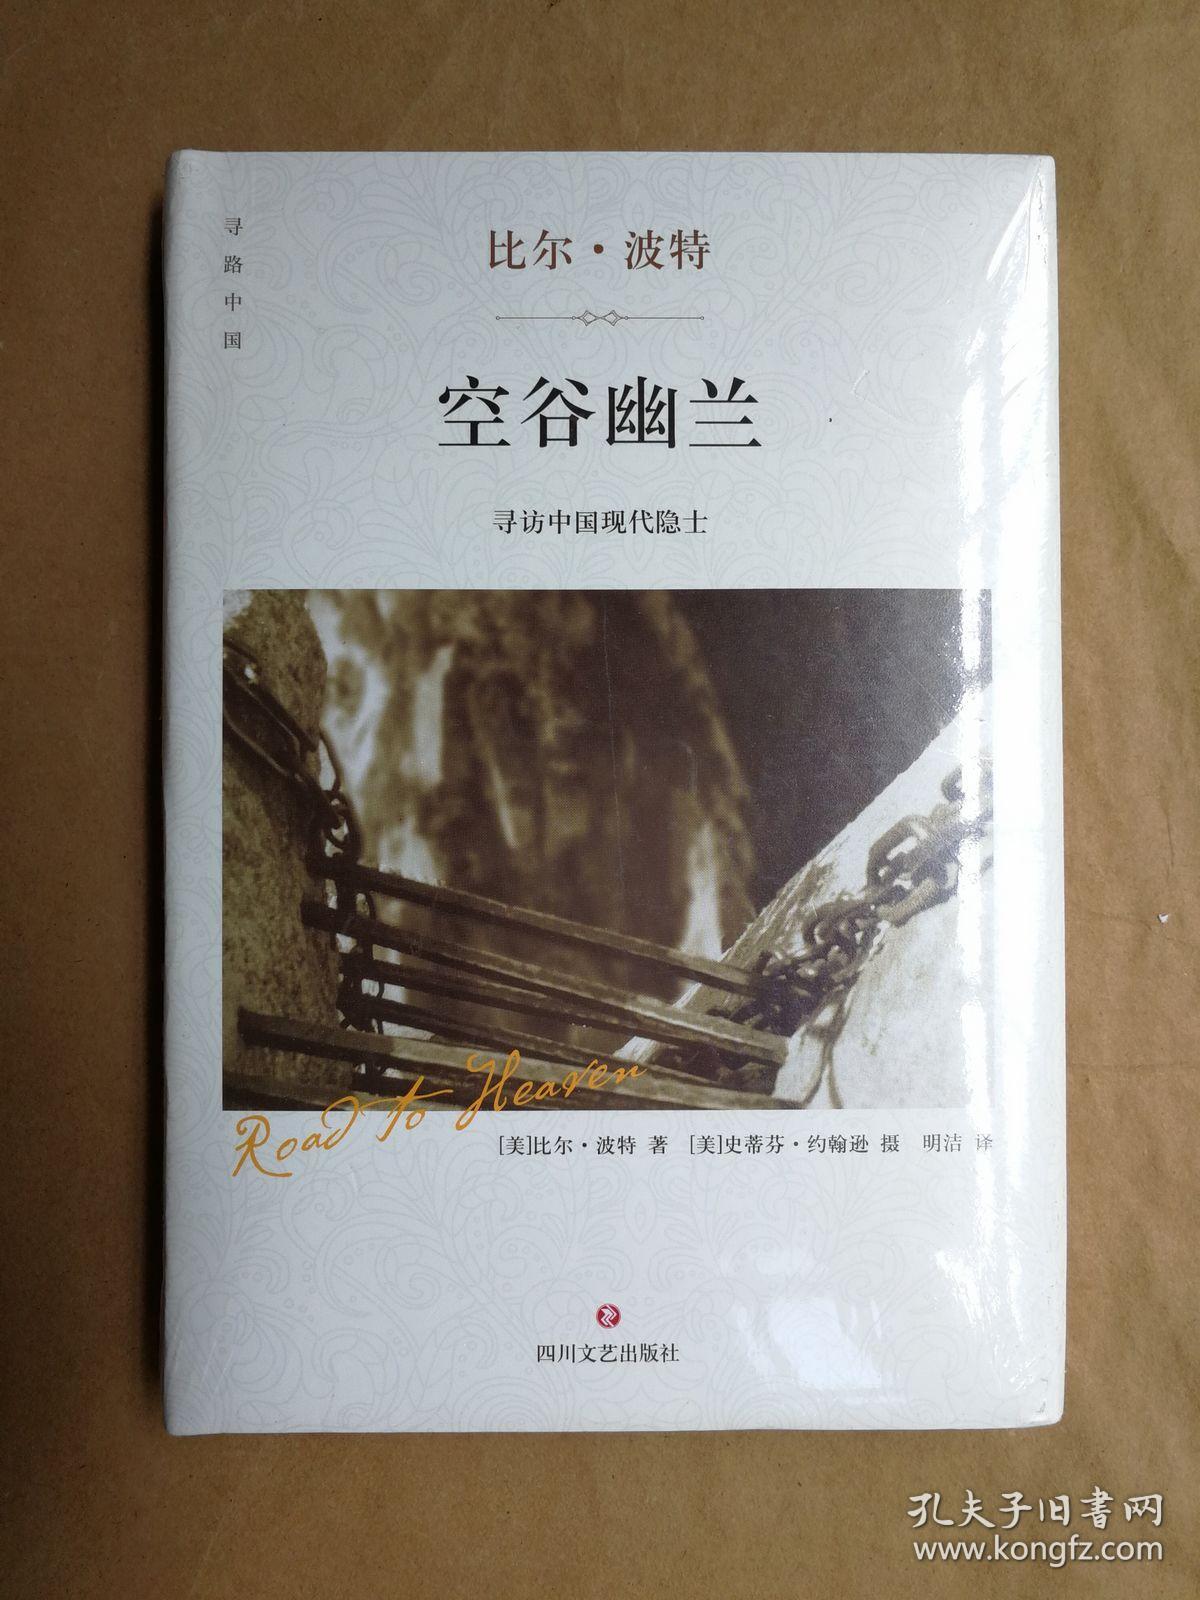 寻路中国
比尔·波特
空谷幽兰
寻访中国现代隐士
Road to Heaven
[美]比尔·波特 著 [美]史蒂芬·约翰逊 摄 明洁 译
四川文艺出版社
孔夫子旧书网
www.kongfz.com